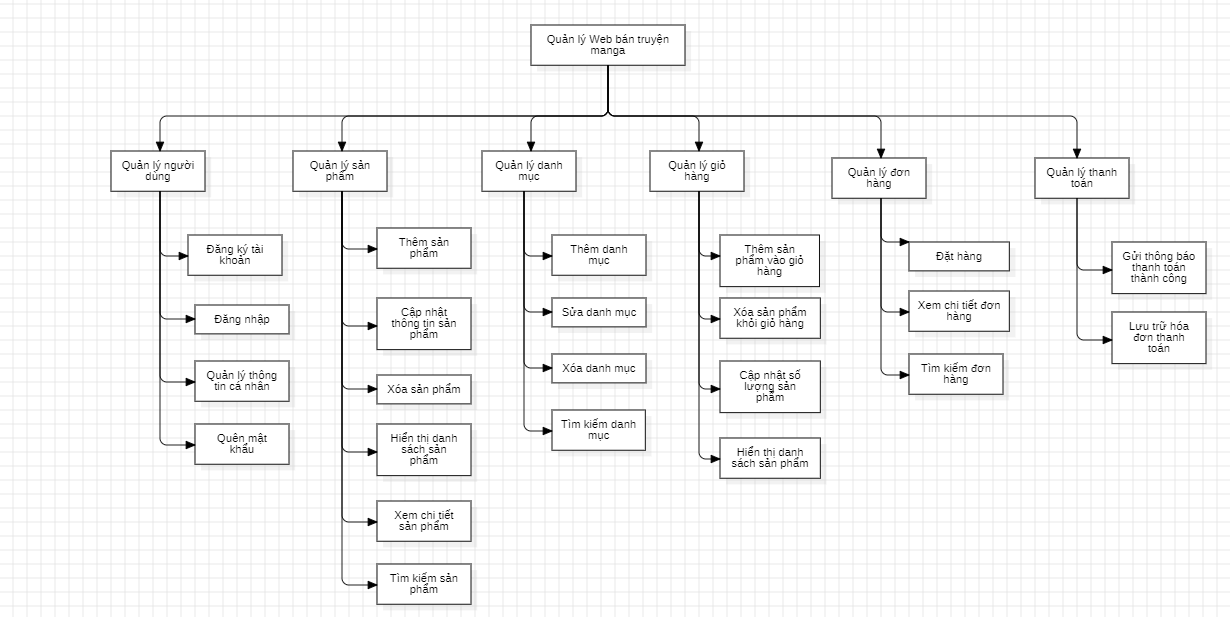 Quản lý Web bán truyện
manga
Quản lý người
dùng
Đăng ký tài
khoản
Đăng nhập
Quản lý thông
tin cá nhân
Quên mật
khẩu
Quản lý sản
phẩm
Thêm sản
phẩm
Cập nhật
thông tin sản
phẩm
Xóa sản phẩm
Hiển thị danh
sách sản
phẩm
Xem chi tiết
sản phẩm
Tìm kiếm sản
phẩm
Quản lý danh
mục
Thêm danh
mục
Sửa danh mục
Xóa danh mục
Tìm kiếm danh
mục
Quản lý giỏ
hàng
Thêm sản
phẩm vào giỏ
hàng
Xóa sản phẩm
khỏi giỏ hàng
Cập nhật số
lượng sản
phẩm
Hiển thị danh
sách sản phẩm
Quản lý đơn
hàng
Đặt hàng
Xem chi tiết đơn
hàng
Tìm kiếm đơn
hàng
Quản lý thanh
toán
Gửi thông báo
thanh toán
thành công
Lưu trữ hóa
đơn thanh
toán